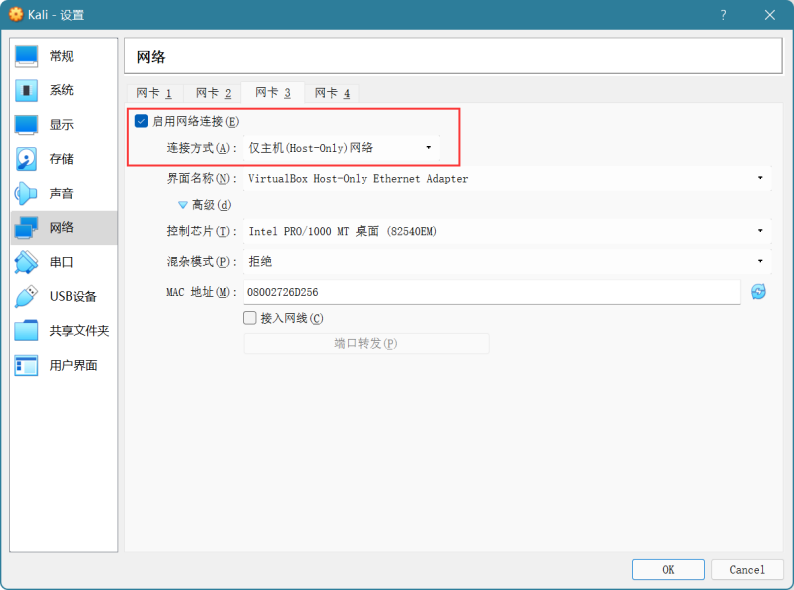 Kali - 设置
?
常规
系统
显示
存储
声音
网络
串口
USB设备
共享文件夹
用户界面
网络
网卡 1 网卡 2 网卡 3 网卡 4
启用网络连接(E)
连接方式(A): 仅主机(Host-Only)网络
界面名称(N): VirtualBox Host-Only Ethernet Adapter
高级(d)
控制芯片(T): Intel PRO/1000 MT 桌面 (82540EM)
混杂模式(P): 拒绝
MAC 地址(M): 08002726D256
接入网线(C)
端口转发(P)
OK Cancel